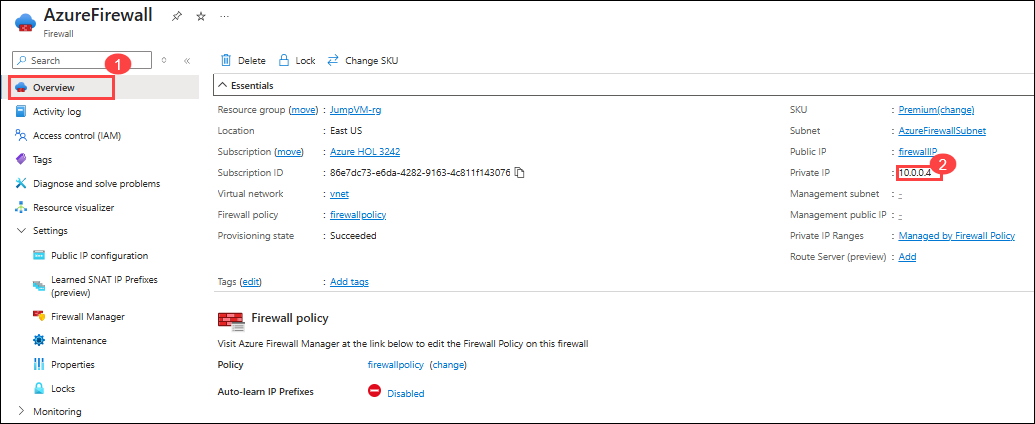 AzureFirewall
Firewall
Search
1
Overview
Activity log
Access control (IAM)
Tags
Diagnose and solve problems
Resource visualizer
Settings
Public IP configuration
Learned SNAT IP Prefixes
(preview)
Firewall Manager
Maintenance
Properties
Locks
Monitoring
Delete
Lock
Change SKU
Essentials
Resource group (move) : JumpVM-rg
Location : East US
Subscription (move) : Azure HOL 3242
Subscription ID : 86e7dc73-e6da-4282-9163-4c811f143076
Virtual network : vnet
Firewall policy : firewallpolicy
Provisioning state : Succeeded
SKU : Premium(change)
Subnet : AzureFirewallSubnet
Public IP : firewallIP
2
Private IP : 10.0.0.4
Management subnet : -
Management public IP : -
Private IP Ranges : Managed by Firewall Policy
Route Server (preview) : Add
Tags (edit) : Add tags
Firewall policy
Visit Azure Firewall Manager at the link below to edit the Firewall Policy on this firewall
Policy firewallpolicy (change)
Auto-learn IP Prefixes Disabled